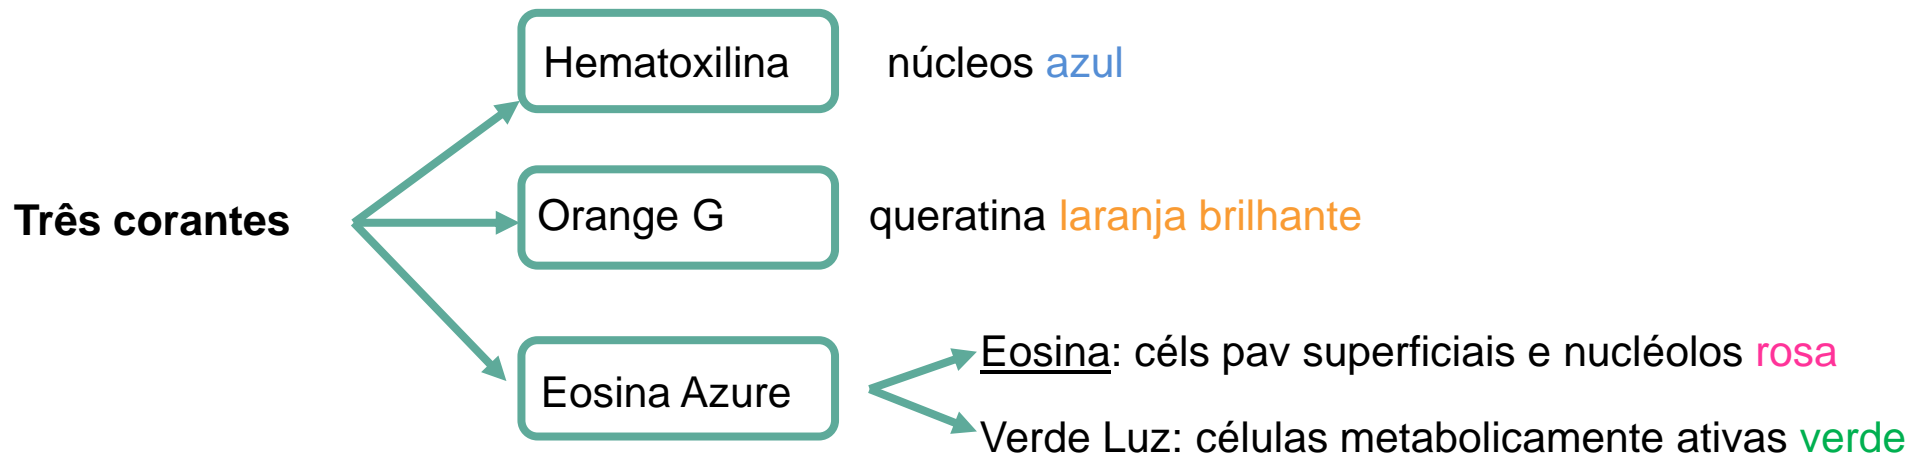 Hematoxilina núcleos azul
Três corantes Orange G queratina laranja brilhante
Eosina: céls pav superficiais e nucléolos rosa
Eosina Azure
Verde Luz: células metabolicamente ativas verde